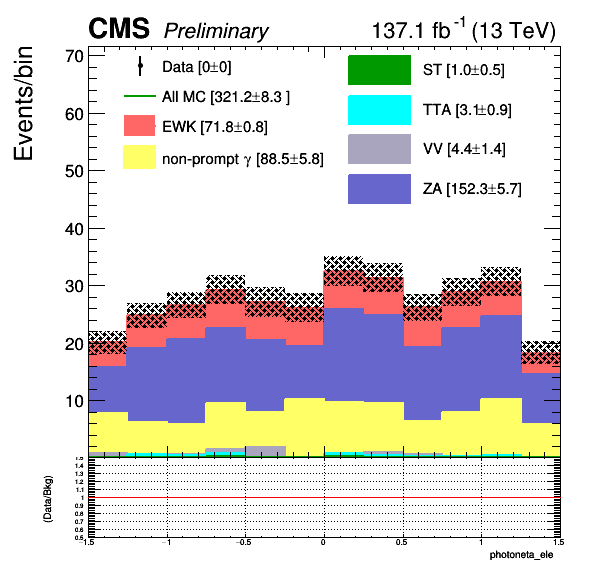 CMS Preliminary 137.1 fb-1 (13 TeV)
Events/bin
70
60
50
40
30
20
10
Data [0±0]
All MC [321.2±8.3 ]
EWK [71.8±0.8]
non-prompt γ [88.5±5.8]
ST [1.0±0.5]
TTA [3.1±0.9]
VV [4.4±1.4]
ZA [152.3±5.7]
(Data/Bkg)
1.5
1.4
1.3
1.2
1.1
1
0.9
0.8
0.7
0.6
0.5
−1.5 −1 −0.5 0 0.5 1 1.5
photoneta_ele